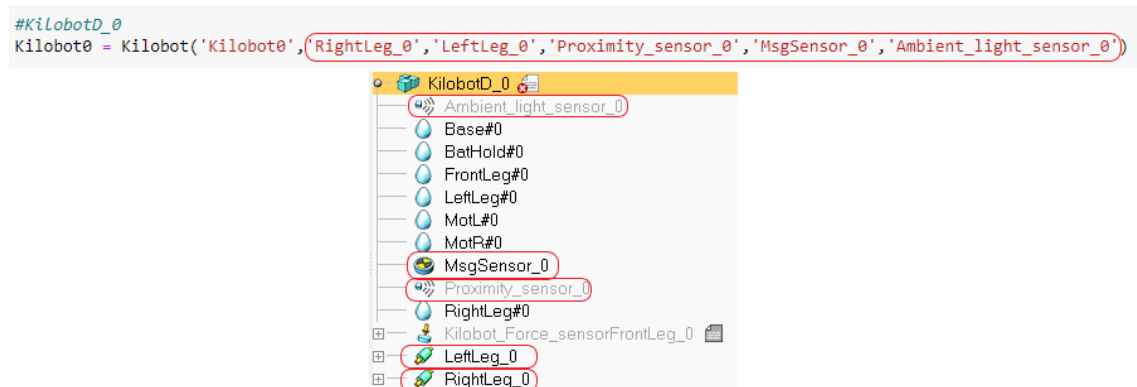 #KilobotD_0
Kilobot0 = Kilobot('Kilobot0','RightLeg_0','LeftLeg_0','Proximity_sensor_0','MsgSensor_0','Ambient_light_sensor_0')
KilobotD_0
Ambient_light_sensor_0
Base#0
BatHold#0
FrontLeg#0
LeftLeg#0
MotL#0
MotR#0
MsgSensor_0
Proximity_sensor_0
RightLeg#0
Kilobot_Force_sensorFrontLeg_0
LeftLeg_0
RightLeg_0